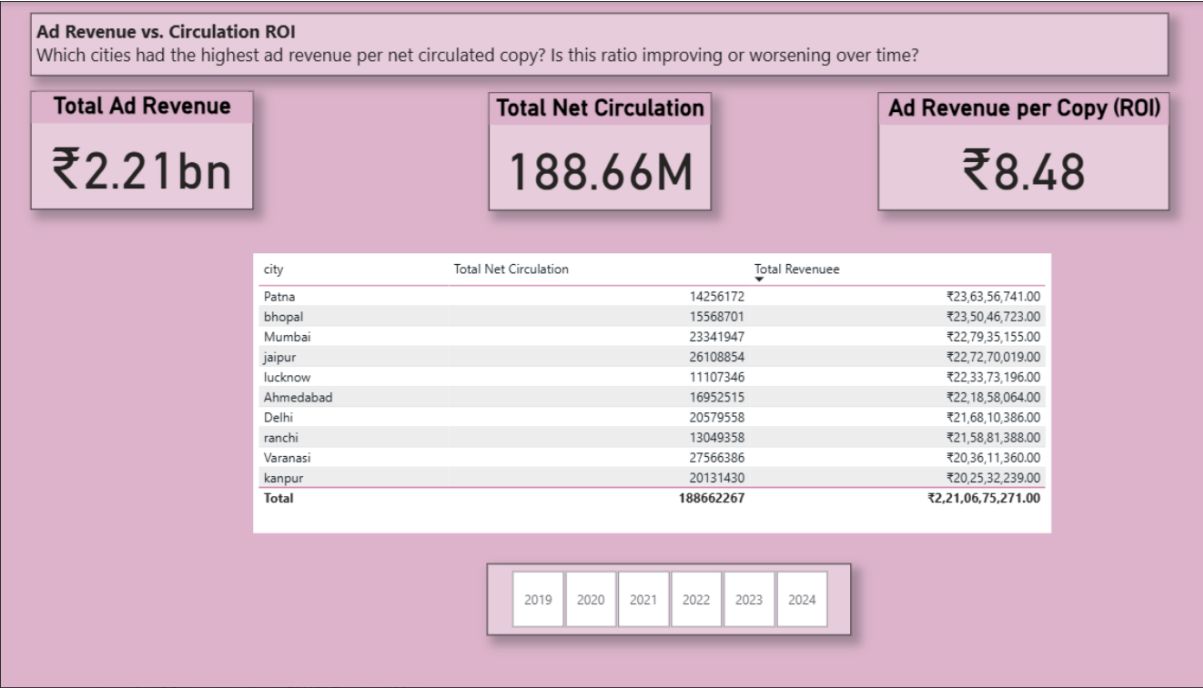 Ad Revenue vs. Circulation ROI
Which cities had the highest ad revenue per net circulated copy? Is this ratio improving or worsening over time?
Total Ad Revenue
₹2.21bn
Total Net Circulation
188.66M
Ad Revenue per Copy (ROI)
₹8.48
city Total Net Circulation Total Revenuee
Patna 14256172 ₹23,63,56,741.00
bhopal 15568701 ₹23,50,46,723.00
Mumbai 23341947 ₹22,79,35,155.00
jaipur 26108854 ₹22,72,70,019.00
lucknow 11107346 ₹22,33,73,196.00
Ahmedabad 16952515 ₹22,18,58,064.00
Delhi 20579558 ₹21,68,10,386.00
ranchi 13049358 ₹21,58,81,388.00
Varanasi 27566386 ₹20,36,11,360.00
kanpur 20131430 ₹20,25,32,239.00
Total 188662267 ₹2,21,06,75,271.00
2019 2020 2021 2022 2023 2024